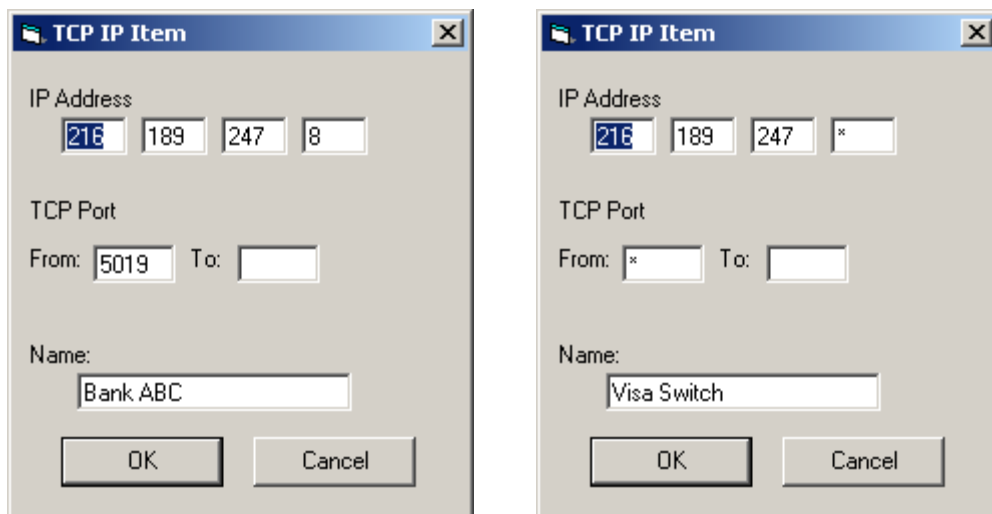 TCP IP Item
IP Address
216 189 247 8
TCP Port
From: 5019 To:
Name:
Bank ABC
OK Cancel
TCP IP Item
IP Address
216 189 247 *
TCP Port
From: * To:
Name:
Visa Switch
OK Cancel